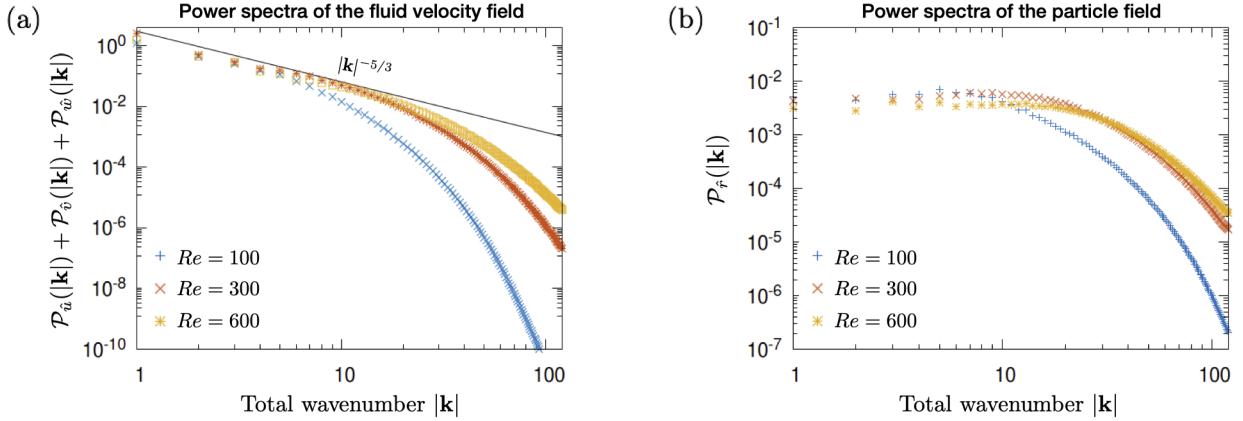 (a)
Power spectra of the fluid velocity field
𝒫_û(|𝐤|) + 𝒫_v̂(|𝐤|) + 𝒫_ŵ(|𝐤|)
10^0
10^-2
10^-4
10^-6
10^-8
10^-10
|𝐤|^−5/3
+ Re = 100
× Re = 300
∗ Re = 600
1
10
100
Total wavenumber |𝐤|
(b)
Power spectra of the particle field
𝒫_r̂(|𝐤|)
10^-1
10^-2
10^-3
10^-4
10^-5
10^-6
10^-7
+ Re = 100
× Re = 300
∗ Re = 600
1
10
100
Total wavenumber |𝐤|